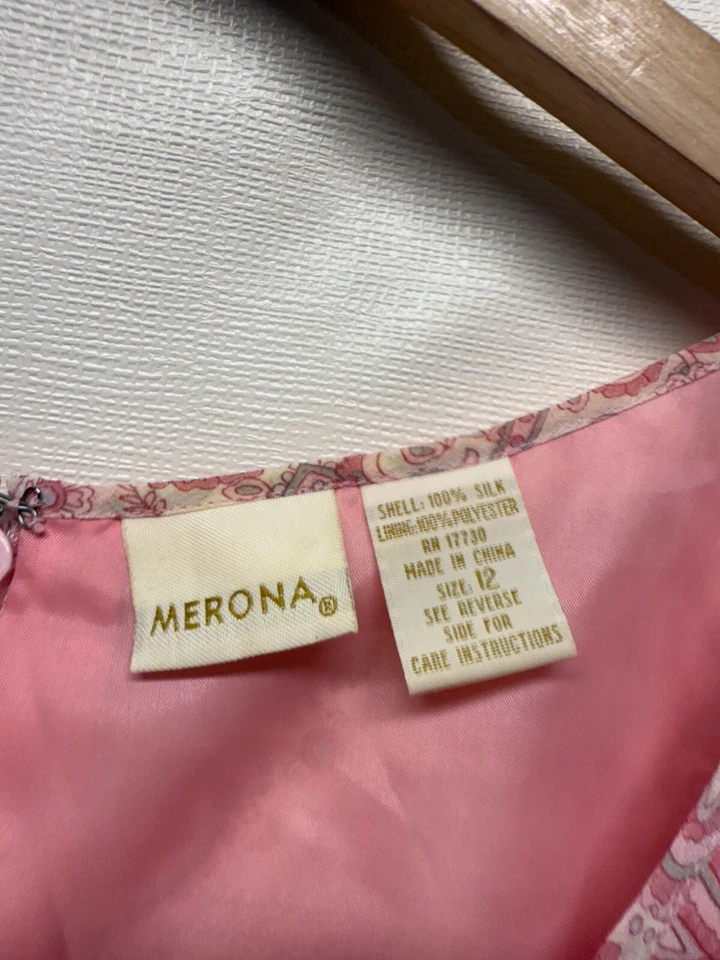 MERONA®
SHELL: 100% SILK
LINING: 100% POLYESTER
RN 17730
MADE IN CHINA
SIZE: 12
SEE REVERSE
SIDE FOR
CARE INSTRUCTIONS